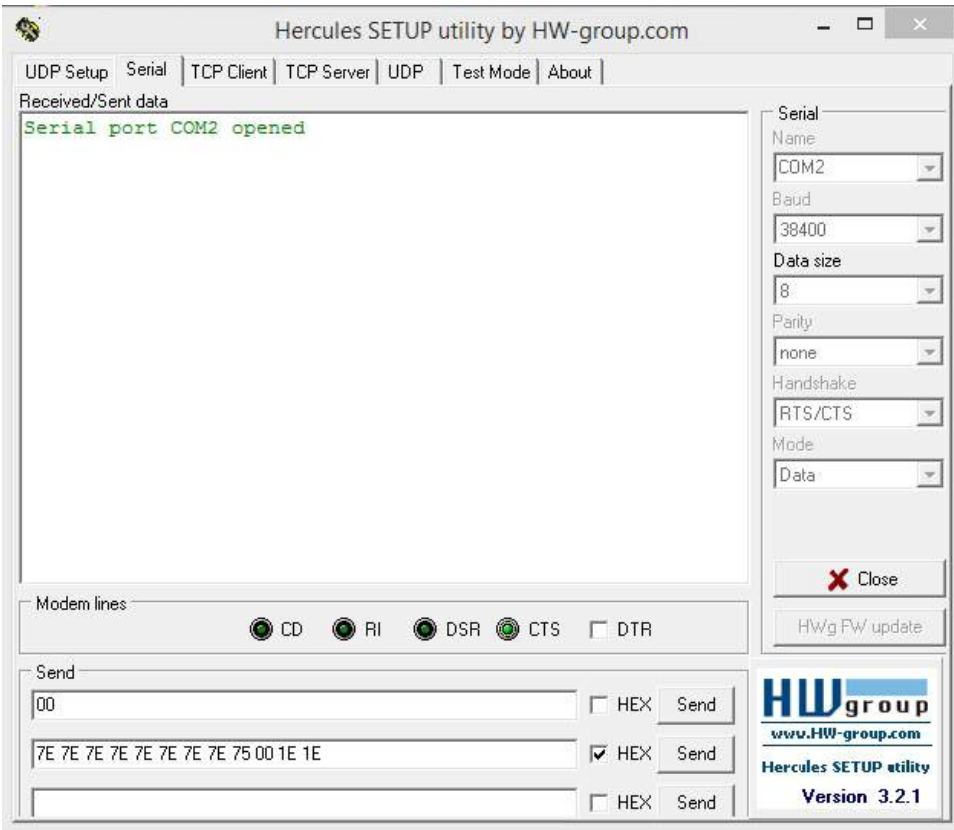 Hercules SETUP utility by HW-group.com
UDP Setup Serial TCP Client TCP Server UDP Test Mode About
Received/Sent data
Serial port COM2 opened
Serial
Name
COM2
Baud
38400
Data size
8
Parity
none
Handshake
RTS/CTS
Mode
Data
Close
HWg FW update
Modem lines
CD RI DSR CTS DTR
Send
00 HEX Send
7E 7E 7E 7E 7E 7E 7E 7E 75 00 1E 1E HEX Send
HEX Send
HWgroup
www.HW-group.com
Hercules SETUP utility
Version 3.2.1